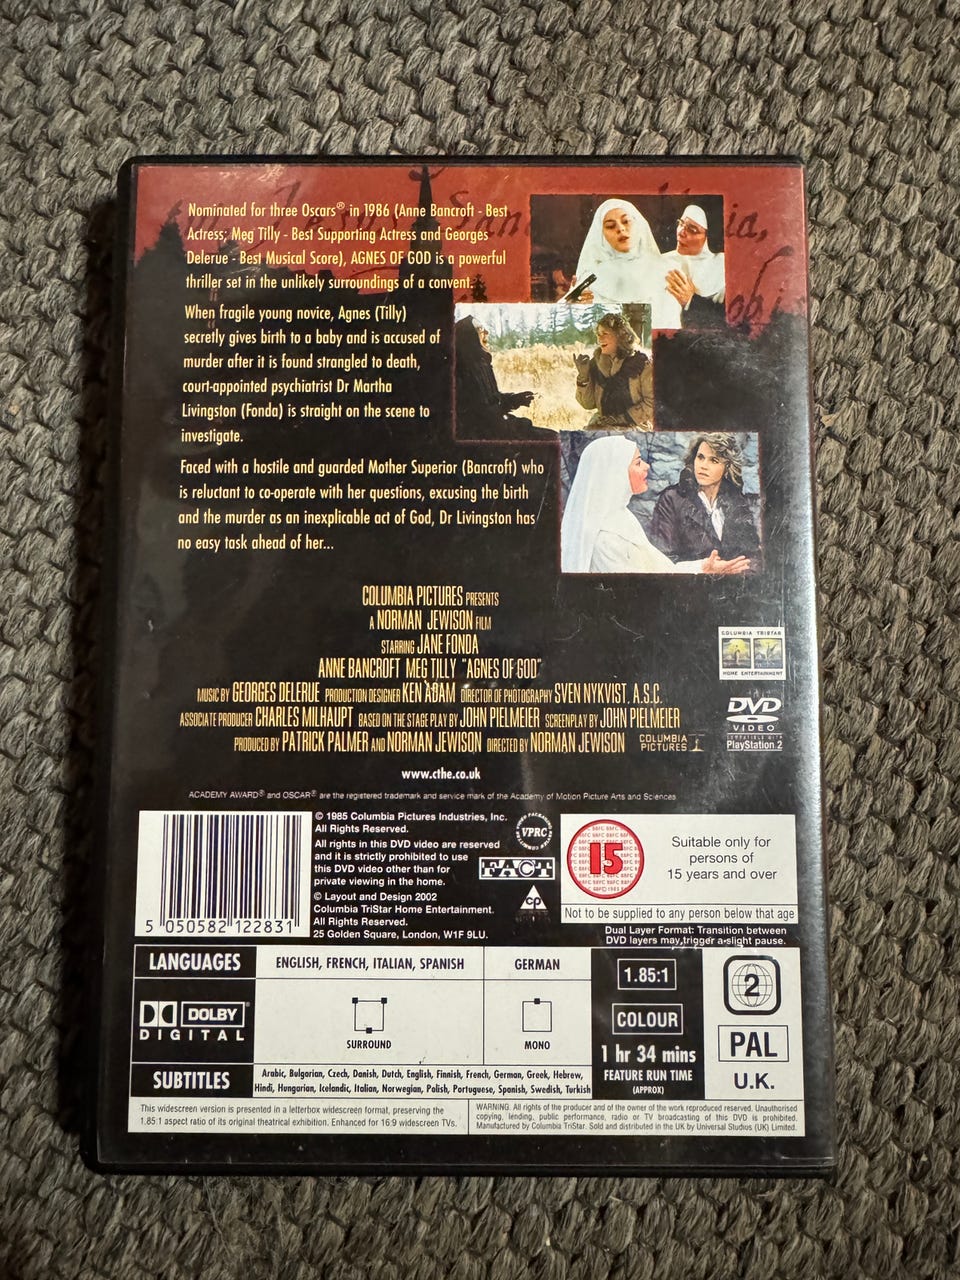 Nominated for three Oscars® in 1986 (Anne Bancroft - Best
Actress; Meg Tilly - Best Supporting Actress and Georges
Delerue - Best Musical Score), AGNES OF GOD is a powerful
thriller set in the unlikely surroundings of a convent.
When fragile young novice, Agnes (Tilly)
secretly gives birth to a baby and is accused of
murder after it is found strangled to death,
court-appointed psychiatrist Dr Martha
Livingston (Fonda) is straight on the scene to
investigate.
Faced with a hostile and guarded Mother Superior (Bancroft) who
is reluctant to co-operate with her questions, excusing the birth
and the murder as an inexplicable act of God, Dr Livingston has
no easy task ahead of her...
COLUMBIA PICTURES PRESENTS
A NORMAN JEWISON FILM
STARRING JANE FONDA
ANNE BANCROFT MEG TILLY "AGNES OF GOD"
MUSIC BY GEORGES DELERUE PRODUCTION DESIGNER KEN ADAM DIRECTOR OF PHOTOGRAPHY SVEN NYKVIST, A.S.C.
ASSOCIATE PRODUCER CHARLES MILHAUPT BASED ON THE STAGE PLAY BY JOHN PIELMEIER SCREENPLAY BY JOHN PIELMEIER
PRODUCED BY PATRICK PALMER AND NORMAN JEWISON DIRECTED BY NORMAN JEWISON
COLUMBIA
PICTURES
COLUMBIA TRISTAR
HOME ENTERTAINMENT
DVD
VIDEO
COMPATIBLE WITH
PlayStation 2
www.cthe.co.uk
ACADEMY AWARD® and OSCAR® are the registered trademark and service mark of the Academy of Motion Picture Arts and Sciences
5 050582 122831
© 1985 Columbia Pictures Industries, Inc.
All Rights Reserved.
All rights in this DVD video are reserved
and it is strictly prohibited to use
this DVD video other than for
private viewing in the home.
© Layout and Design 2002
Columbia TriStar Home Entertainment.
All Rights Reserved.
25 Golden Square, London, W1F 9LU.
VPRC
FACT
cp
15
Suitable only for
persons of
15 years and over
Not to be supplied to any person below that age
Dual Layer Format: Transition between
DVD layers may trigger a slight pause.
LANGUAGES
ENGLISH, FRENCH, ITALIAN, SPANISH
GERMAN
DOLBY
DIGITAL
SURROUND
MONO
SUBTITLES
Arabic, Bulgarian, Czech, Danish, Dutch, English, Finnish, French, German, Greek, Hebrew,
Hindi, Hungarian, Icelandic, Italian, Norwegian, Polish, Portuguese, Spanish, Swedish, Turkish
1.85:1
COLOUR
1 hr 34 mins
FEATURE RUN TIME
(APPROX)
2
PAL
U.K.
This widescreen version is presented in a letterbox widescreen format, preserving the
1.85:1 aspect ratio of its original theatrical exhibition. Enhanced for 16:9 widescreen TVs.
WARNING: All rights of the producer and of the owner of the work reproduced reserved. Unauthorised
copying, lending, public performance, radio or TV broadcasting of this DVD is prohibited.
Manufactured by Columbia TriStar. Sold and distributed in the UK by Universal Studios (UK) Limited.